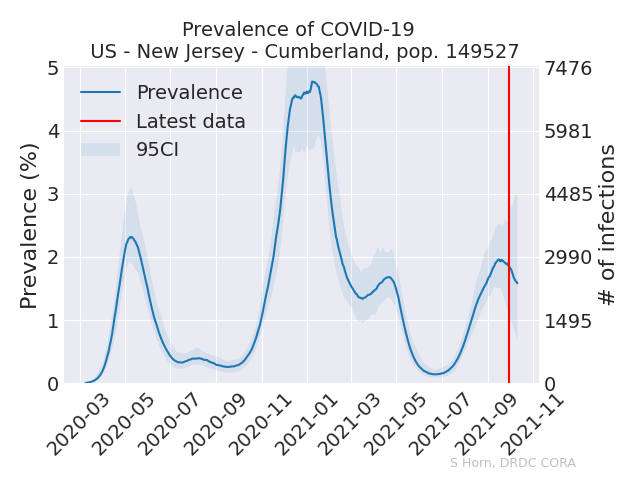 Prevalence of COVID-19
US - New Jersey - Cumberland, pop. 149527
Prevalence
Latest data
95CI
Prevalence (%)
5
4
3
2
1
0
7476
5981
4485
2990
1495
0
# of infections
2020-03
2020-05
2020-07
2020-09
2020-11
2021-01
2021-03
2021-05
2021-07
2021-09
2021-11
S Horn, DRDC CORA